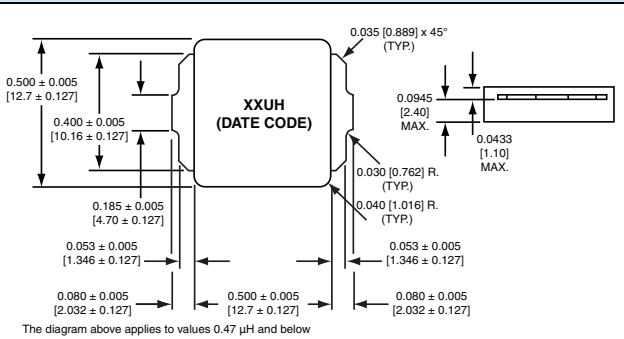 0.035 [0.889] x 45°
(TYP.)
0.500 ± 0.005
[12.7 ± 0.127]
0.400 ± 0.005
[10.16 ± 0.127]
XXUH
(DATE CODE)
0.0945
[2.40]
MAX.
0.0433
[1.10]
MAX.
0.030 [0.762] R.
(TYP.)
0.185 ± 0.005
[4.70 ± 0.127]
0.040 [1.016] R.
(TYP.)
0.053 ± 0.005
[1.346 ± 0.127]
0.053 ± 0.005
[1.346 ± 0.127]
0.080 ± 0.005
[2.032 ± 0.127]
0.500 ± 0.005
[12.7 ± 0.127]
0.080 ± 0.005
[2.032 ± 0.127]
The diagram above applies to values 0.47 µH and below